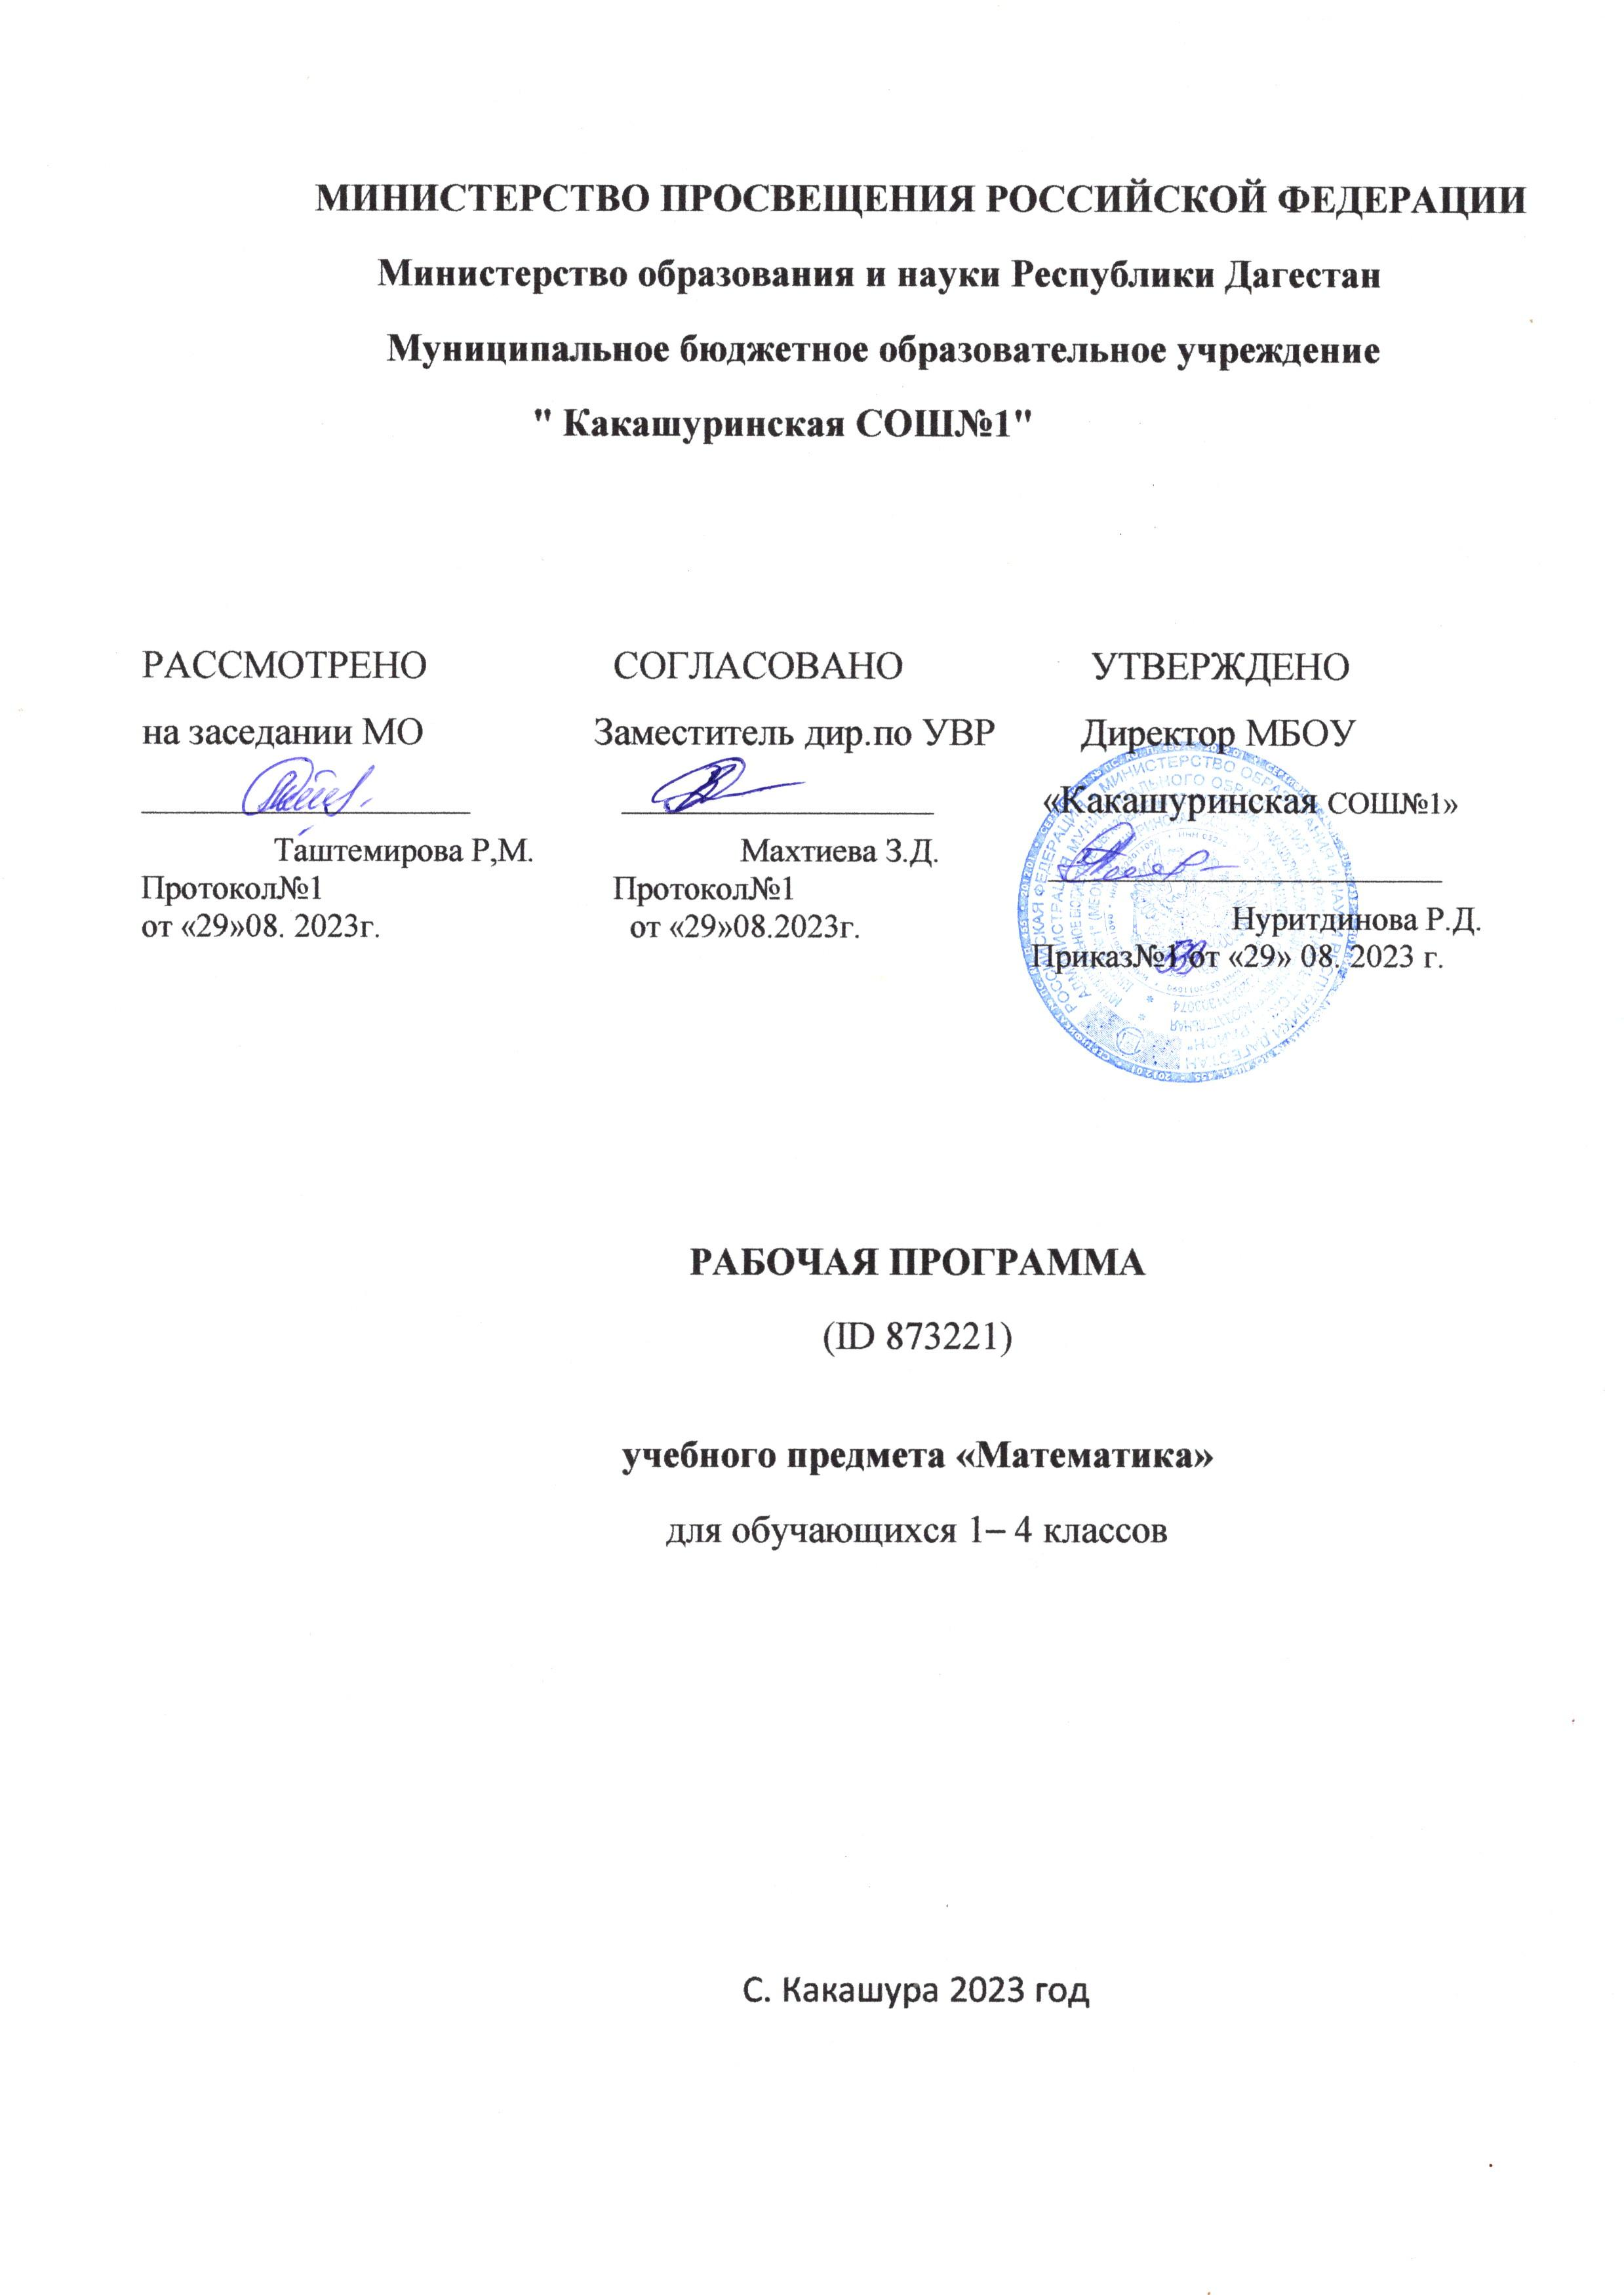 МИНИСТЕРСТВО ПРОСВЕЩЕНИЯ РОССИЙСКОЙ ФЕДЕРАЦИИ
Министерство образования и науки Республики Дагестан
Муниципальное бюджетное образовательное учреждение
" Какашуринская СОШ№1"
РАССМОТРЕНО
на заседании МО
Таштемирова Р,М.
Протокол№1
от «29»08. 2023г.
СОГЛАСОВАНО
Заместитель дир.по УВР
Махтиева З.Д.
Протокол№1
от «29»08.2023г.
УТВЕРЖДЕНО
Директор МБОУ
«Какашуринская СОШ№1»
Нуритдинова Р.Д.
Приказ№1 от «29» 08. 2023 г.
РАБОЧАЯ ПРОГРАММА
(ID 873221)
учебного предмета «Математика»
для обучающихся 1– 4 классов
С. Какашура 2023 год